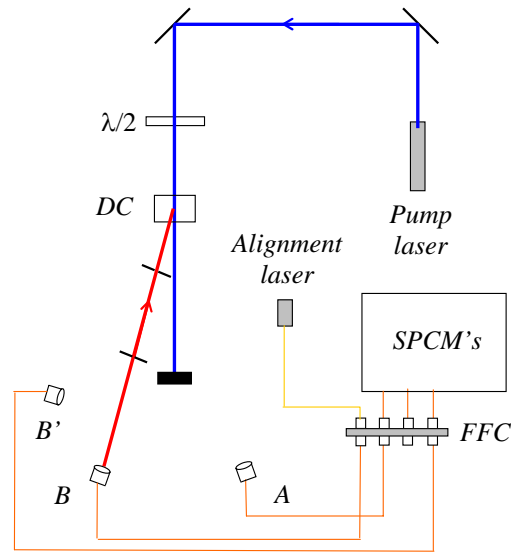 λ/2
DC
Pump
laser
Alignment
laser
SPCM's
FFC
B'
B
A